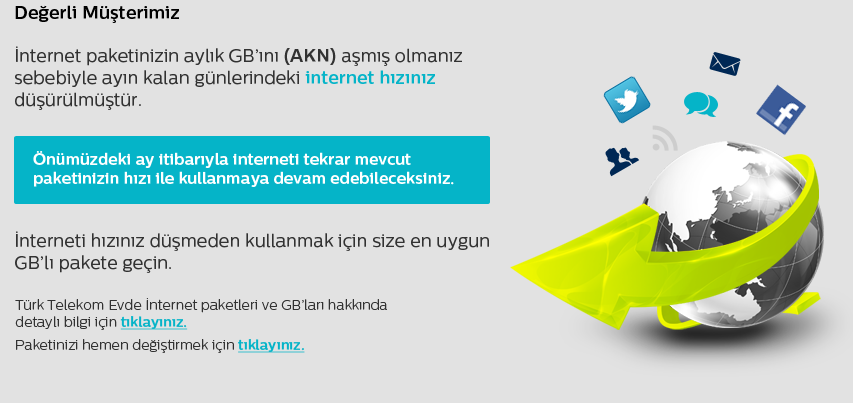 Değerli Müşterimiz
İnternet paketinizin aylık GB'ını (AKN) aşmış olmanız
sebebiyle ayın kalan günlerindeki internet hızınız
düşürülmüştür.
Önümüzdeki ay itibarıyla interneti tekrar mevcut
paketinizin hızı ile kullanmaya devam edebileceksiniz.
İnterneti hızınız düşmeden kullanmak için size en uygun
GB'lı pakete geçin.
Türk Telekom Evde İnternet paketleri ve GB'ları hakkında
detaylı bilgi için tıklayınız.
Paketinizi hemen değiştirmek için tıklayınız.